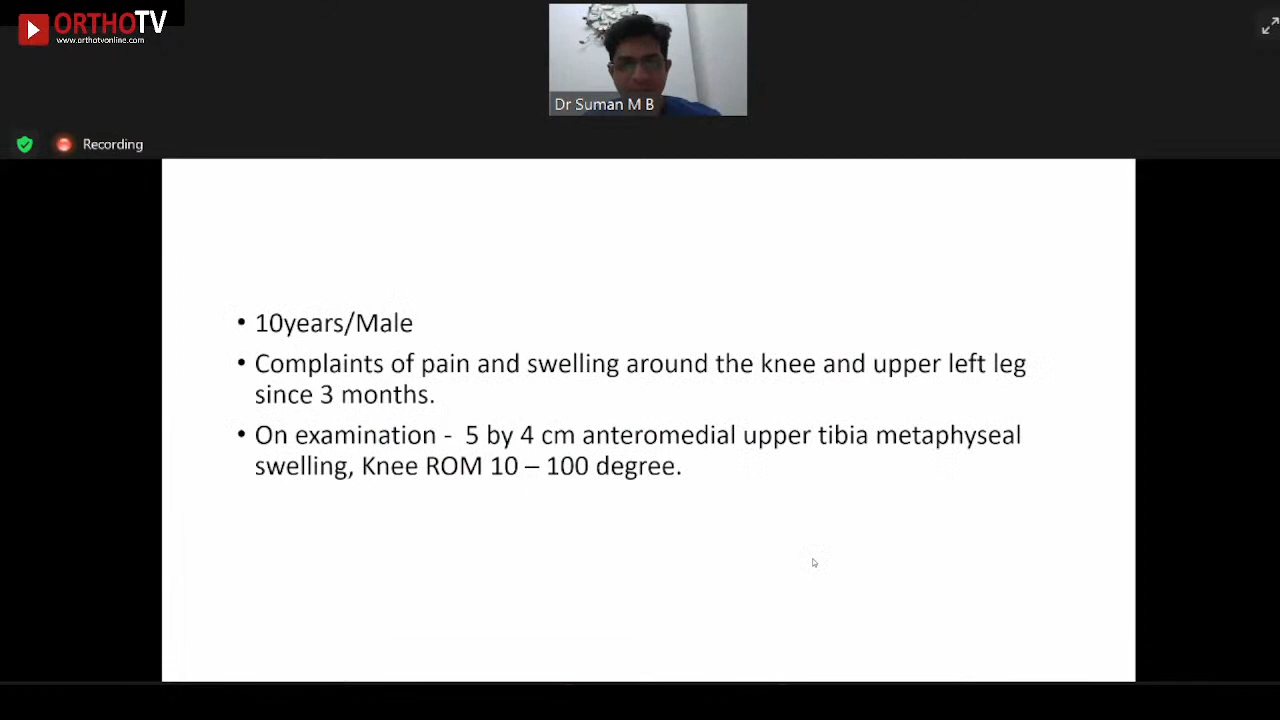 ORTHOTV
www.orthotvonline.com
Dr Suman M B
Recording
• 10years/Male
• Complaints of pain and swelling around the knee and upper left leg
since 3 months.
• On examination - 5 by 4 cm anteromedial upper tibia metaphyseal
swelling, Knee ROM 10 – 100 degree.